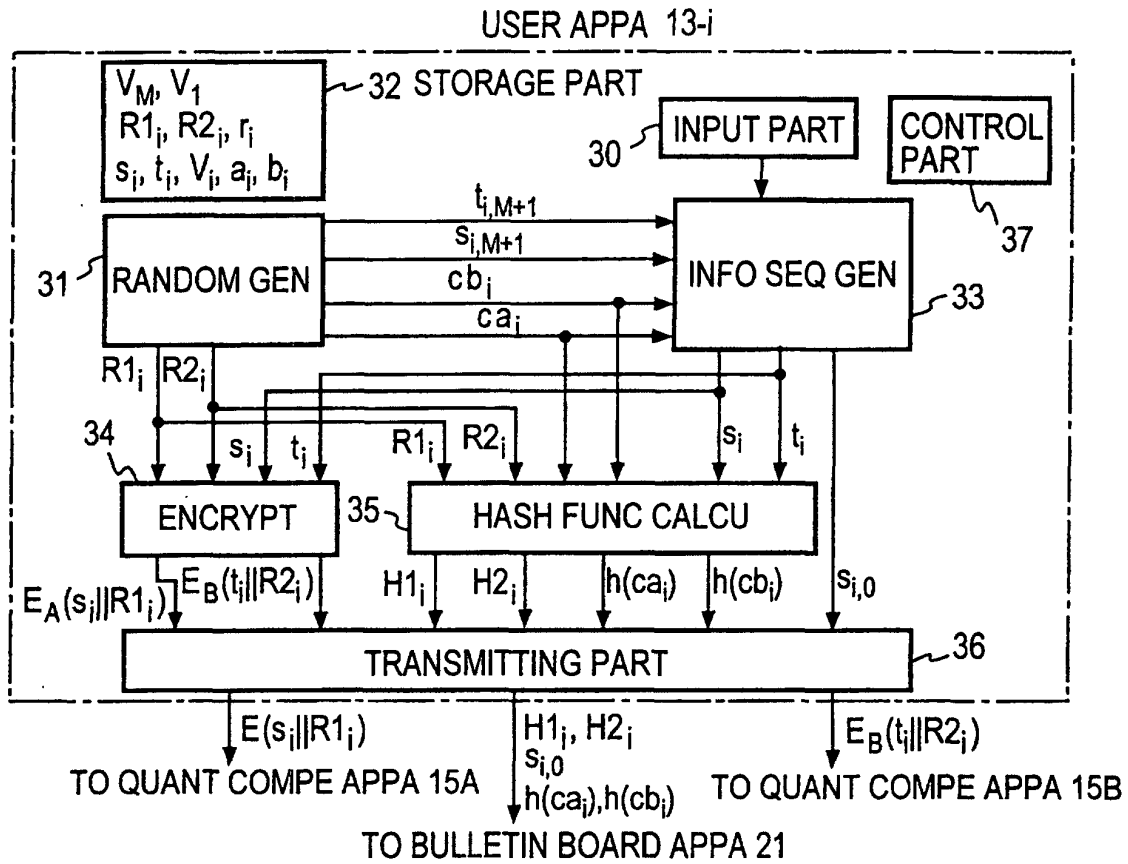 USER APPA 13-i
V_M, V_1
R1_i, R2_i, r_i
s_i, t_i, V_i, a_i, b_i
32 STORAGE PART
30
INPUT PART
CONTROL PART
37
31
RANDOM GEN
t_i,M+1
s_i,M+1
cb_i
ca_i
INFO SEQ GEN
33
R1_i
R2_i
34
s_i
t_i
R1_i
R2_i
s_i
t_i
ENCRYPT
35
HASH FUNC CALCU
E_A(s_i||R1_i)
E_B(t_i||R2_i)
H1_i
H2_i
h(ca_i)
h(cb_i)
s_i,0
TRANSMITTING PART
36
E(s_i||R1_i)
TO QUANT COMPE APPA 15A
H1_i, H2_i
s_i,0
h(ca_i),h(cb_i)
TO BULLETIN BOARD APPA 21
E_B(t_i||R2_i)
TO QUANT COMPE APPA 15B